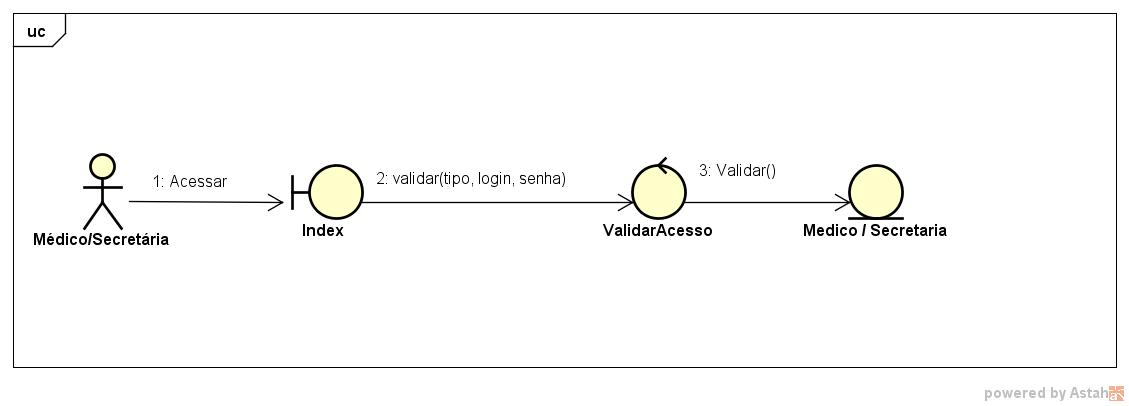 uc
1: Acessar
2: validar(tipo, login, senha)
3: Validar()
Médico/Secretária
Index
ValidarAcesso
Medico / Secretaria
powered by Astah